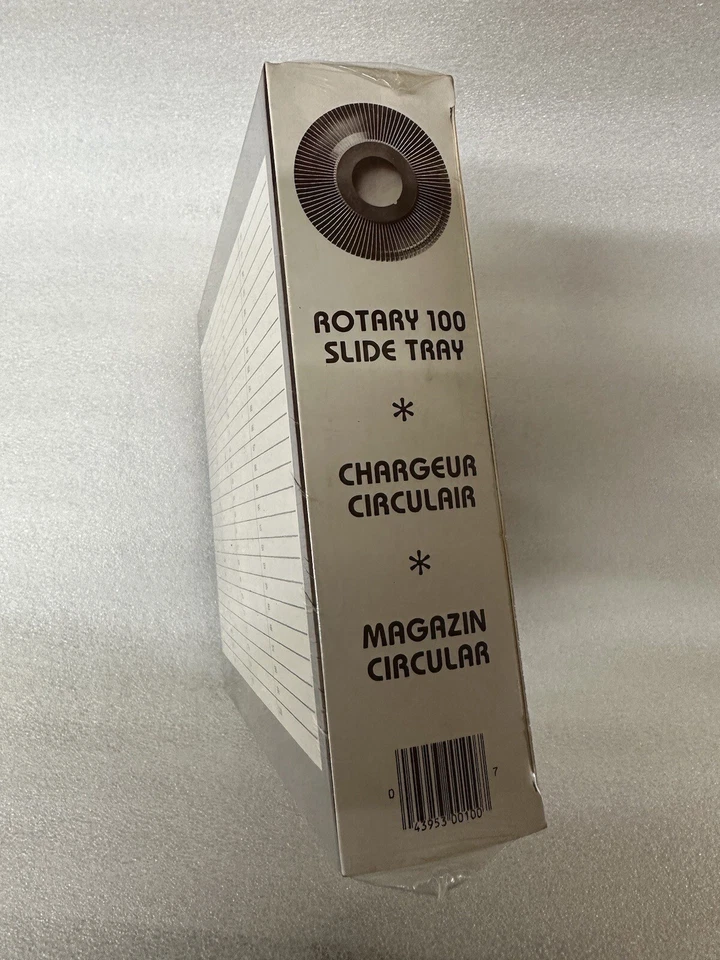 ROTARY 100
SLIDE TRAY
*
CHARGEUR
CIRCULAIR
*
MAGAZIN
CIRCULAR
0 43953 00100 7